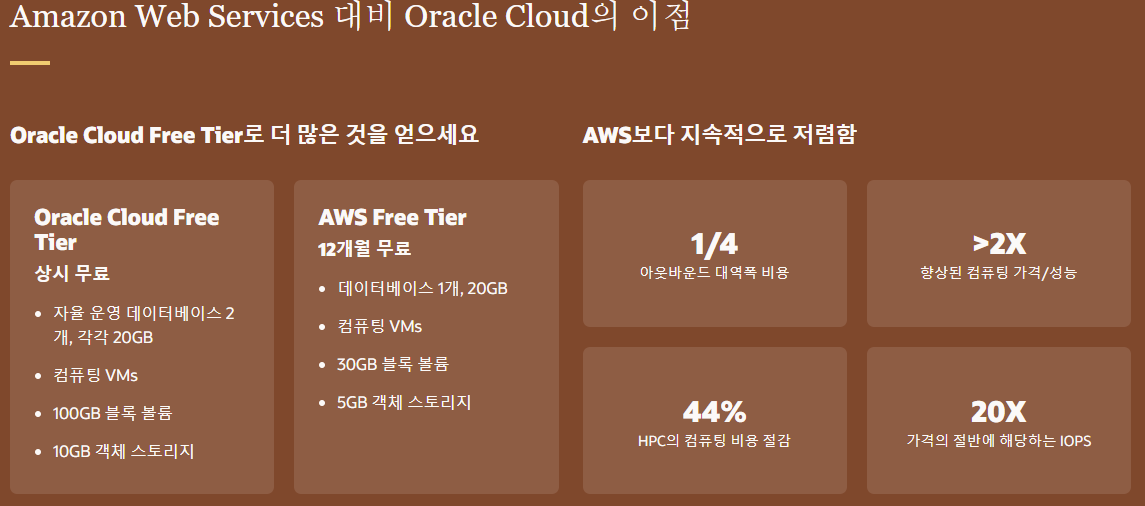 Amazon Web Services 대비 Oracle Cloud의 이점
Oracle Cloud Free Tier로 더 많은 것을 얻으세요
Oracle Cloud Free
Tier
상시 무료
• 자율 운영 데이터베이스 2
개, 각각 20GB
• 컴퓨팅 VMs
• 100GB 블록 볼륨
• 10GB 객체 스토리지
AWS Free Tier
12개월 무료
• 데이터베이스 1개, 20GB
• 컴퓨팅 VMs
• 30GB 블록 볼륨
• 5GB 객체 스토리지
AWS보다 지속적으로 저렴함
1/4
아웃바운드 대역폭 비용
>2X
향상된 컴퓨팅 가격/성능
44%
HPC의 컴퓨팅 비용 절감
20X
가격의 절반에 해당하는 IOPS